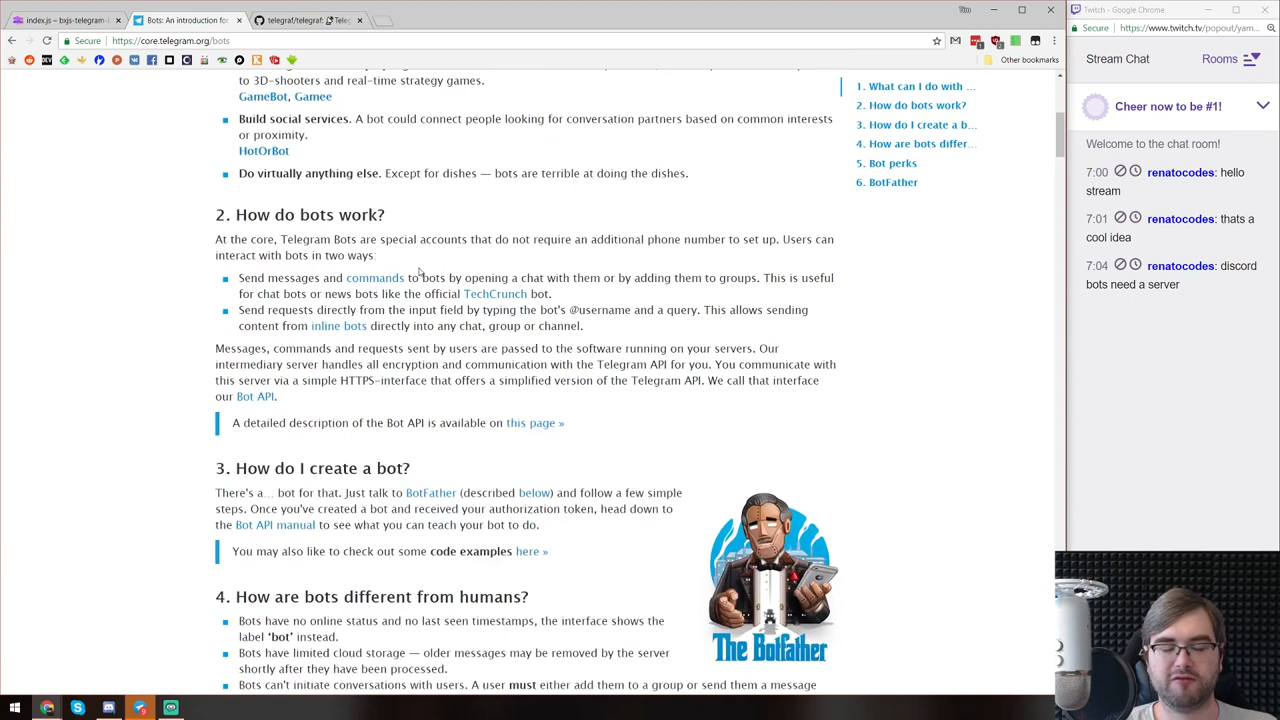 index.js – bxjs-telegram-
Bots: An introduction for
telegraf/telegraf:
Teleg
Tim
Twitch - Google Chrome
Secure
https://core.telegram.org/bots
Secure
https://www.twitch.tv/popout/yam
Other bookmarks
Stream Chat
Rooms
to 3D-shooters and real-time strategy games.
GameBot, Gamee
Build social services. A bot could connect people looking for conversation partners based on common interests
or proximity.
HotOrBot
Do virtually anything else. Except for dishes — bots are terrible at doing the dishes.
2. How do bots work?
At the core, Telegram Bots are special accounts that do not require an additional phone number to set up. Users can
interact with bots in two ways:
Send messages and commands to bots by opening a chat with them or by adding them to groups. This is useful
for chat bots or news bots like the official TechCrunch bot.
Send requests directly from the input field by typing the bot's @username and a query. This allows sending
content from inline bots directly into any chat, group or channel.
Messages, commands and requests sent by users are passed to the software running on your servers. Our
intermediary server handles all encryption and communication with the Telegram API for you. You communicate with
this server via a simple HTTPS-interface that offers a simplified version of the Telegram API. We call that interface
our Bot API.
A detailed description of the Bot API is available on this page »
3. How do I create a bot?
There's a… bot for that. Just talk to BotFather (described below) and follow a few simple
steps. Once you've created a bot and received your authorization token, head down to
the Bot API manual to see what you can teach your bot to do.
You may also like to check out some code examples here »
The Botfather
4. How are bots different from humans?
Bots have no online status and no last seen timestamps, the interface shows the
label ‘bot’ instead.
Bots have limited cloud storage — older messages may be removed by the server
shortly after they have been processed.
Bots can't initiate conversations with users. A user must either add them to a group or send them a message
1. What can I do with …
2. How do bots work?
3. How do I create a b…
4. How are bots differ…
5. Bot perks
6. BotFather
Cheer now to be #1!
Welcome to the chat room!
7:00 renatocodes: hello
stream
7:01 renatocodes: thats a
cool idea
7:04 renatocodes: discord
bots need a server